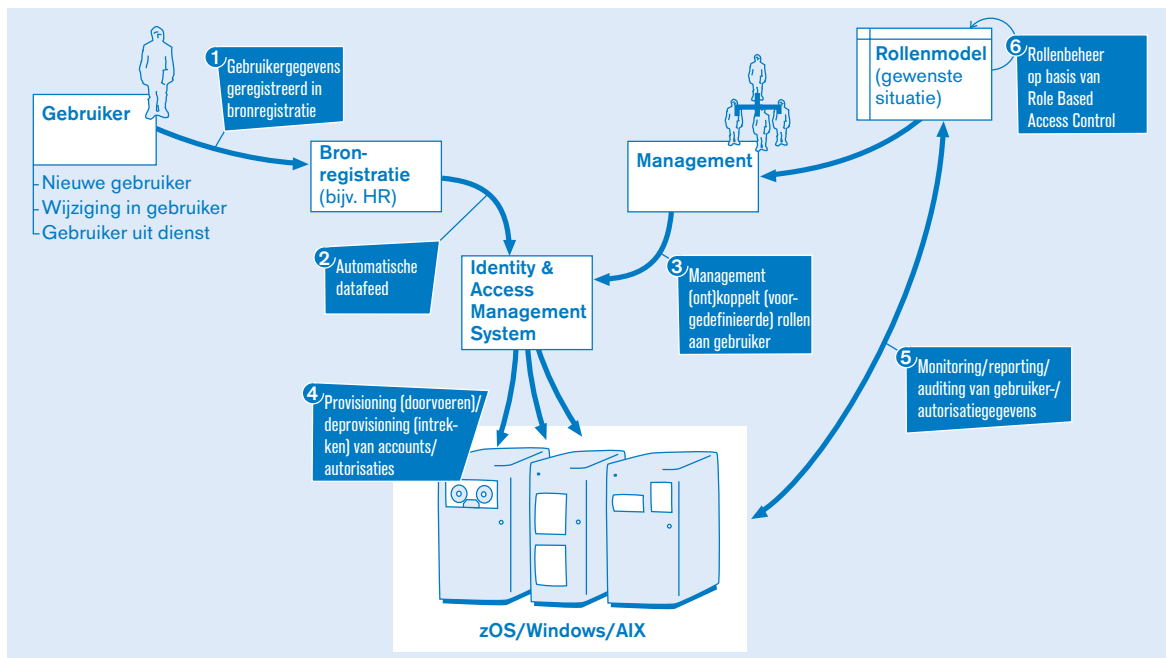 Gebruiker
Nieuwe gebruiker
Wijziging in gebruiker
Gebruiker uit dienst
1
Gebruikergegevens
geregistreerd in
bronregistratie
Bron-
registratie
(bijv. HR)
2
Automatische
datafeed
Identity &
Access
Management
System
Management
3
Management
(ont)koppelt (voor-
gedefinieerde) rollen
aan gebruiker
Rollenmodel
(gewenste
situatie)
6
Rollenbeheer
op basis van
Role Based
Access Control
4
Provisioning (doorvoeren)/
deprovisioning (intrek-
kken) van accounts/
autorisaties
5
Monitoring/reporting/
auditing van gebruiker-/
autorisatiegegevens
zOS/Windows/AIX